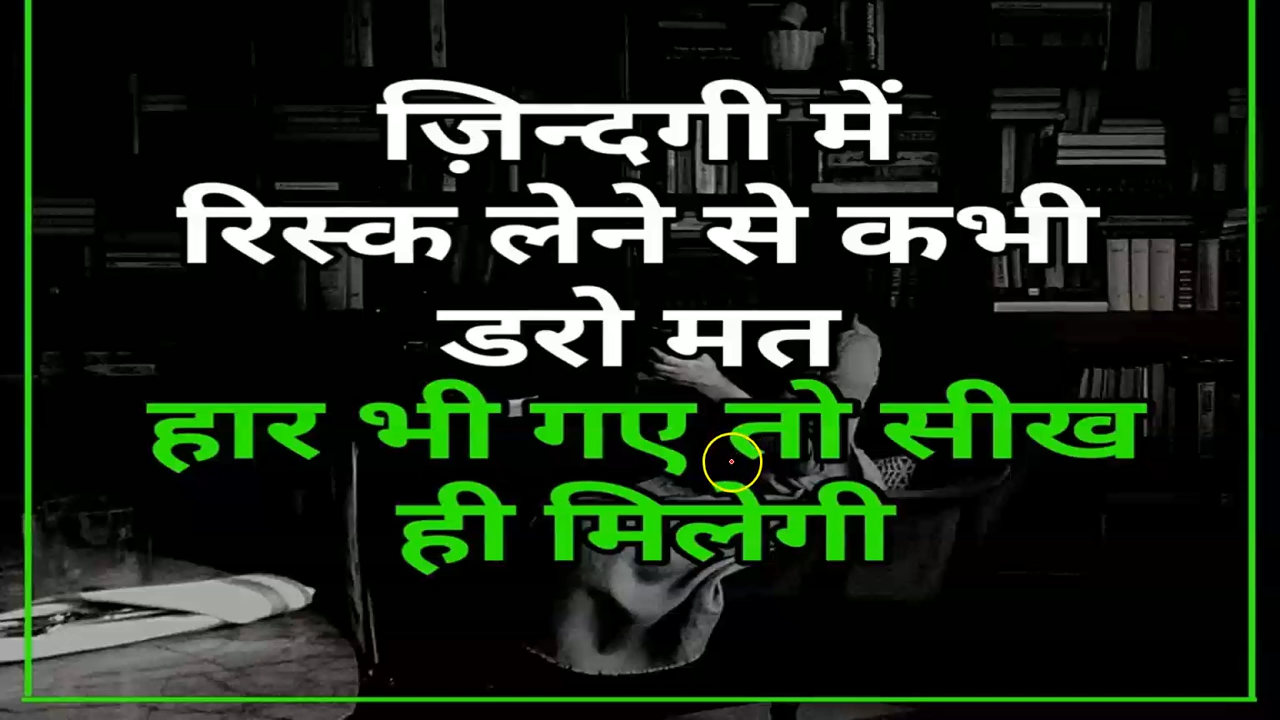 ज़िन्दगी में
रिस्क लेने से कभी
डरो मत
हार भी गए तो सीख
ही मिलेगी